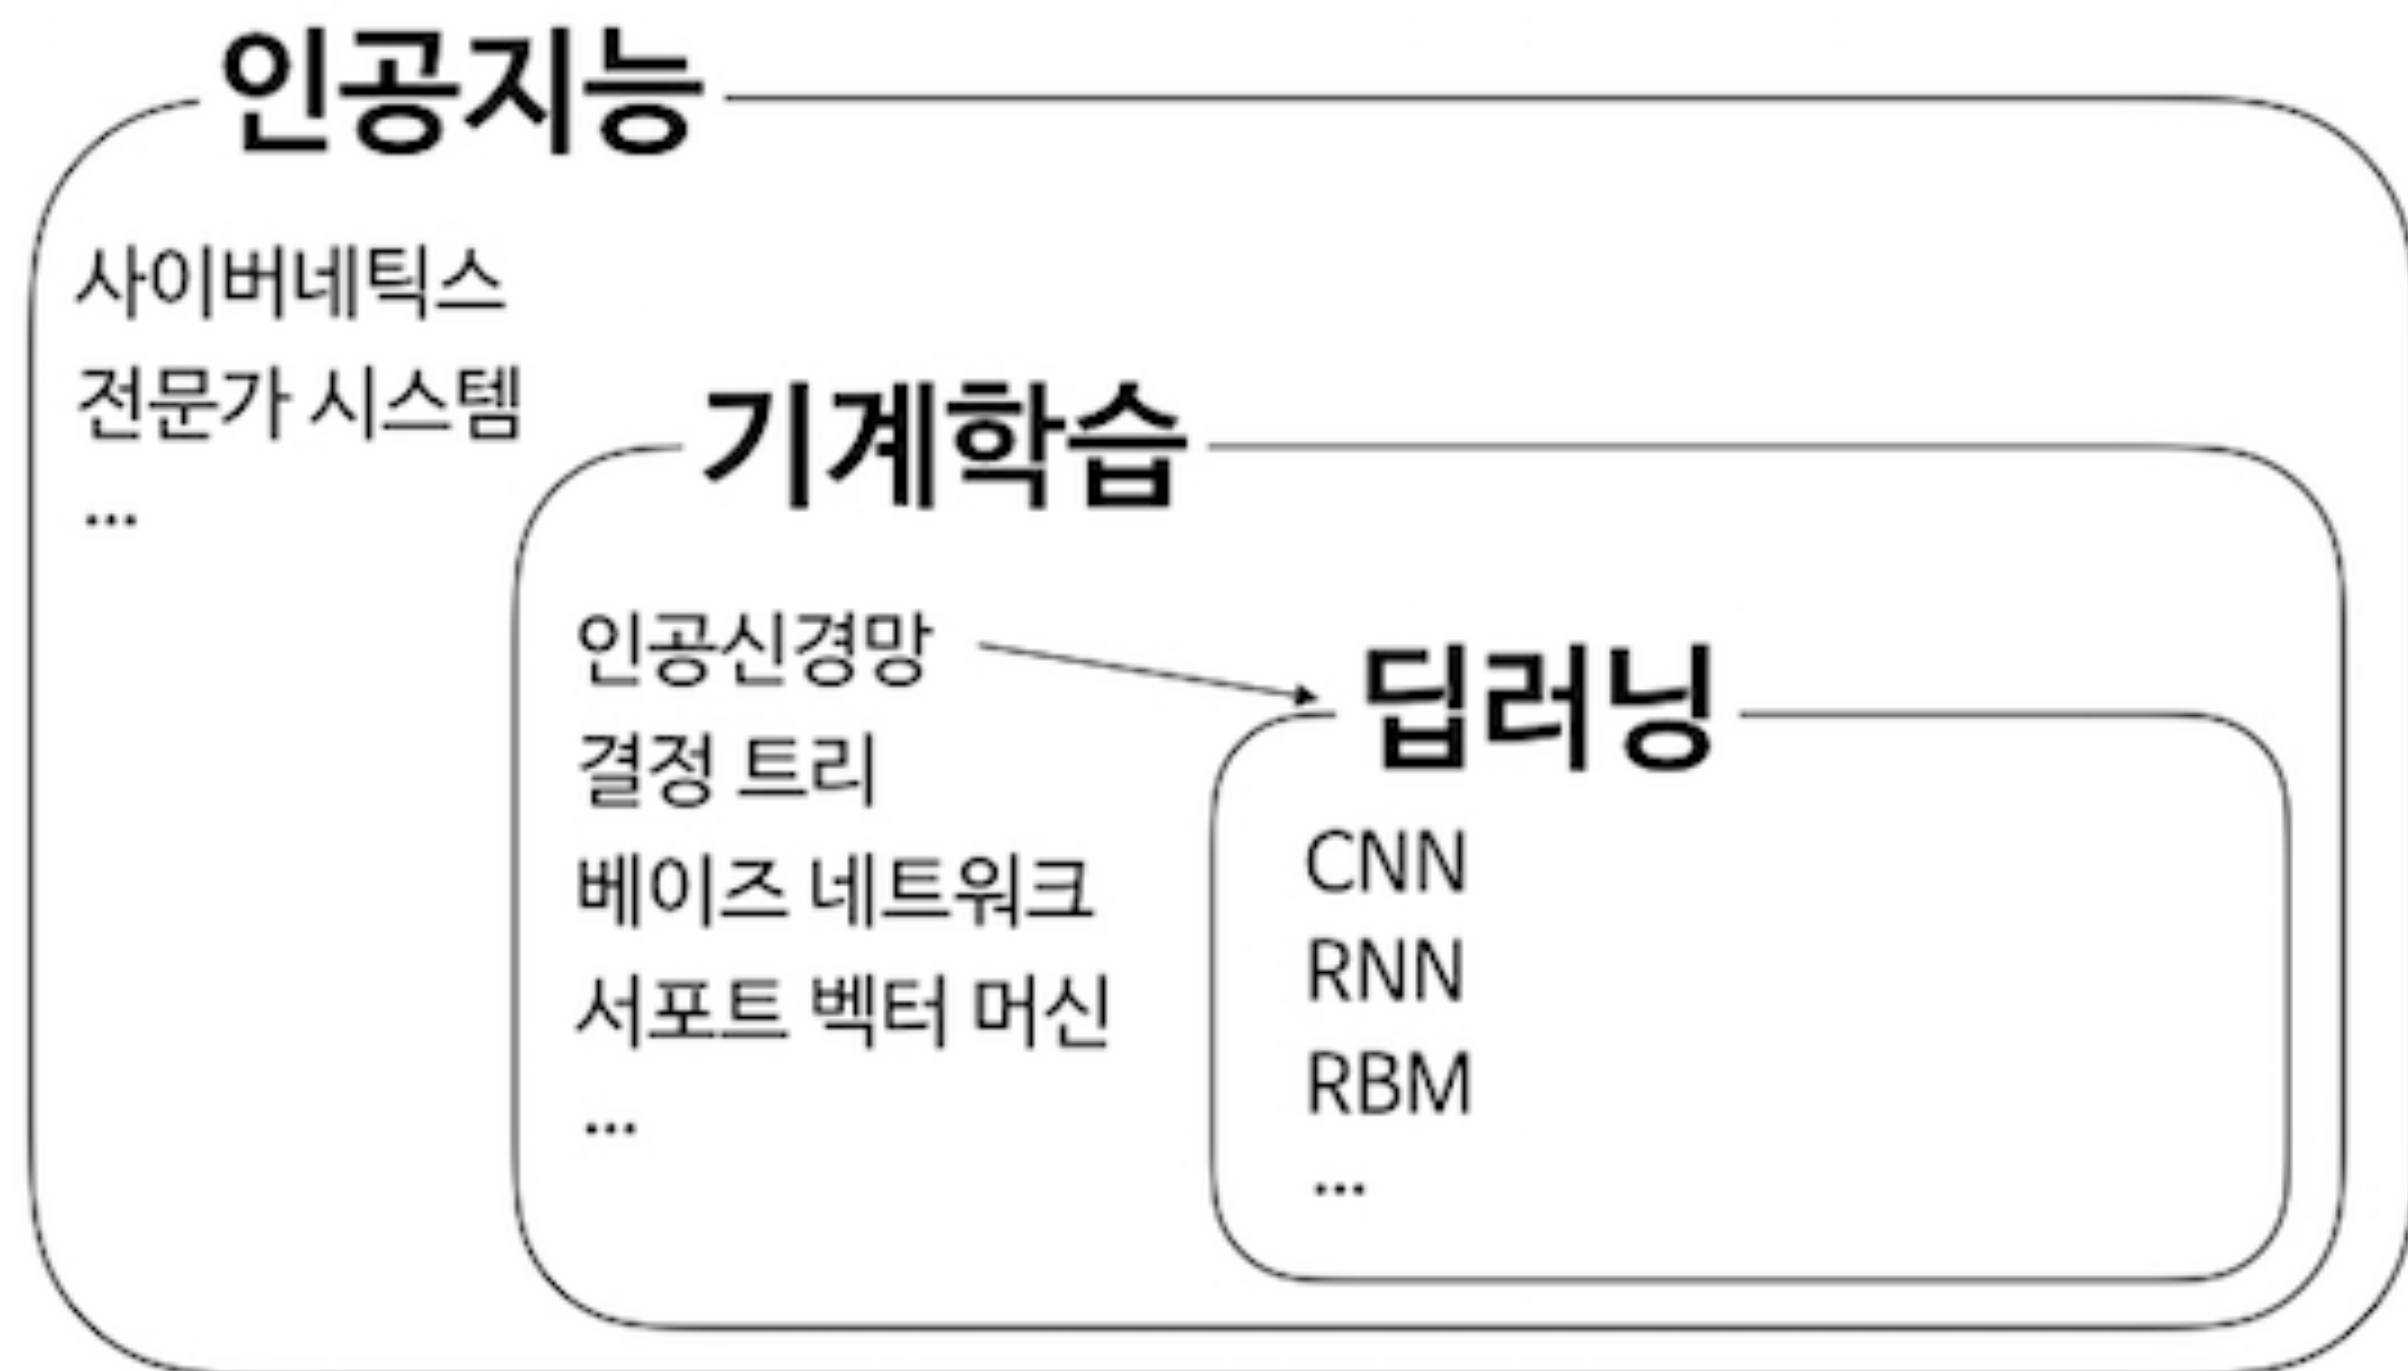 인공지능
사이버네틱스
전문가 시스템
...
기계학습
인공신경망
결정 트리
베이즈 네트워크
서포트 벡터 머신
...
딥러닝
CNN
RNN
RBM
...